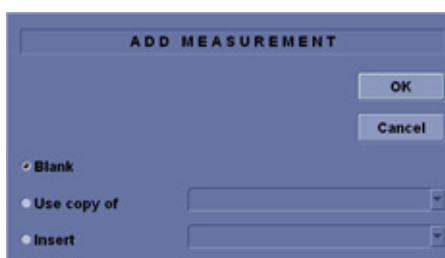 ADD MEASUREMENT
OK
Cancel
Blank
Use copy of
Insert